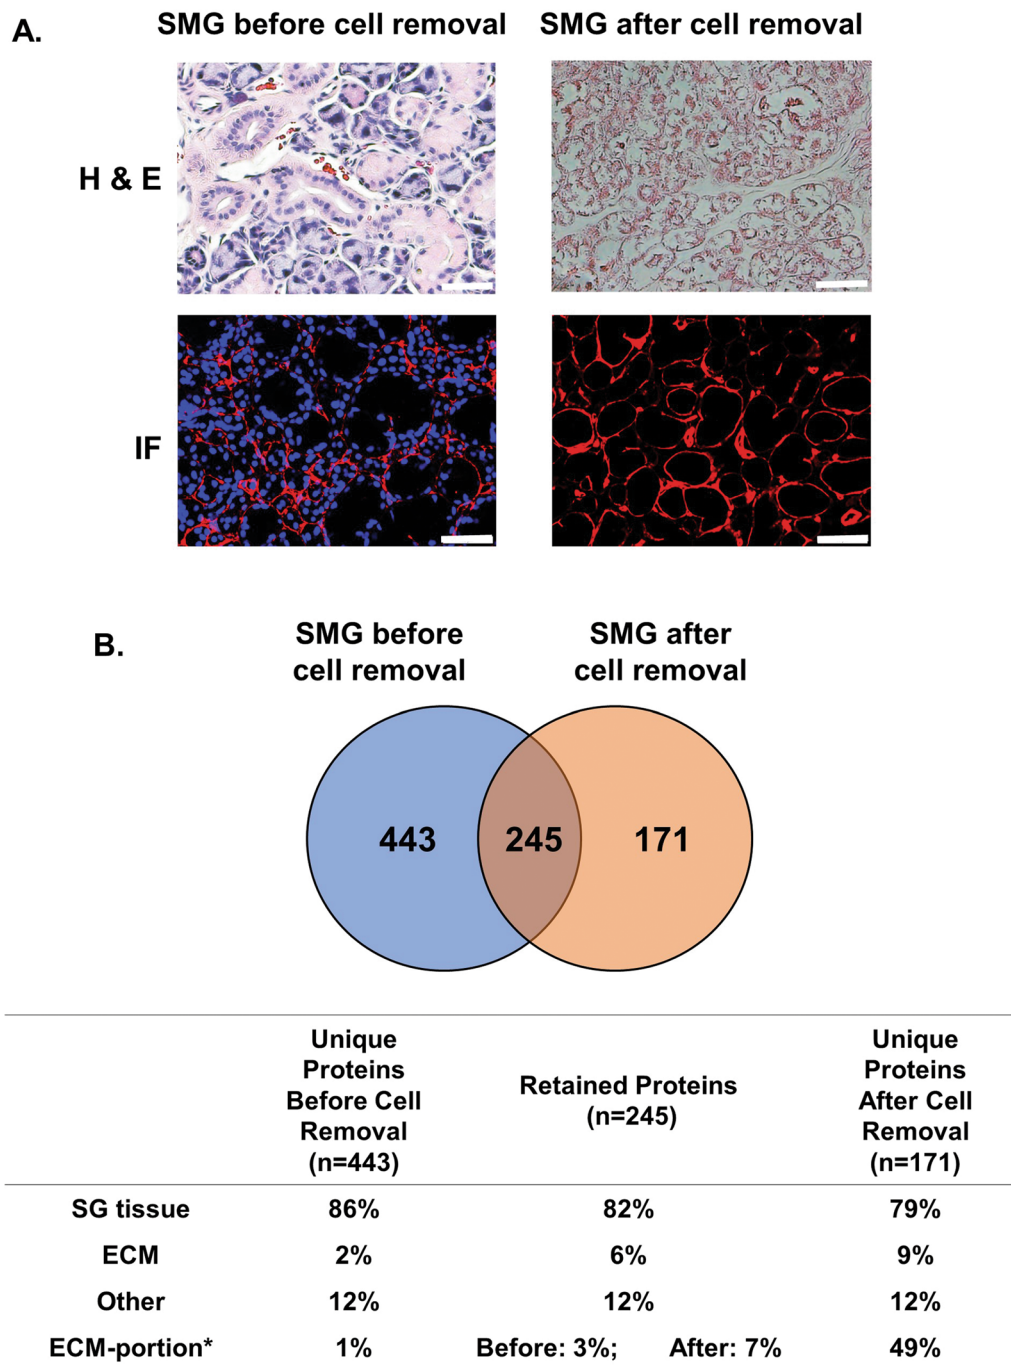 A.
SMG before cell removal
SMG after cell removal
H & E
IF
B.
SMG before
cell removal
SMG after
cell removal
443
245
171
Unique
Proteins
Before Cell
Removal
(n=443)
Retained Proteins
(n=245)
Unique
Proteins
After Cell
Removal
(n=171)
SG tissue 86% 82% 79%
ECM 2% 6% 9%
Other 12% 12% 12%
ECM-portion* 1% Before: 3%; After: 7% 49%